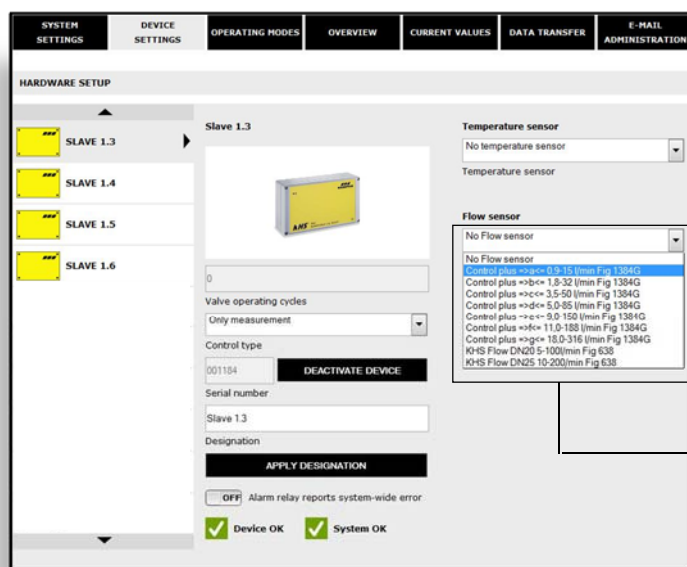 SYSTEM SETTINGS
DEVICE SETTINGS
OPERATING MODES
OVERVIEW
CURRENT VALUES
DATA TRANSFER
E-MAIL ADMINISTRATION
HARDWARE SETUP
SLAVE 1.3
SLAVE 1.4
SLAVE 1.5
SLAVE 1.6
Slave 1.3
KHS
0
Valve operating cycles
Only measurement
Control type
001184
DEACTIVATE DEVICE
Serial number
Slave 1.3
Designation
APPLY DESIGNATION
OFF Alarm relay reports system-wide error
Device OK
System OK
Temperature sensor
No temperature sensor
Temperature sensor
Flow sensor
No Flow sensor
No Flow sensor
Control plus =>a<= 0,9-15 l/min Fig 1384G
Control plus =>b<= 1,8-32 l/min Fig 1384G
Control plus =>c<= 3,5-50 l/min Fig 1384G
Control plus =>d<= 5,0-85 l/min Fig 1384G
Control plus =>e<= 9,0-150 l/min Fig 1384G
Control plus =>f<= 11,0-188 l/min Fig 1384G
Control plus =>g<= 18,0-316 l/min Fig 1384G
KHS Flow DN20 5-100l/min Fig 638
KHS Flow DN25 10-200l/min Fig 638